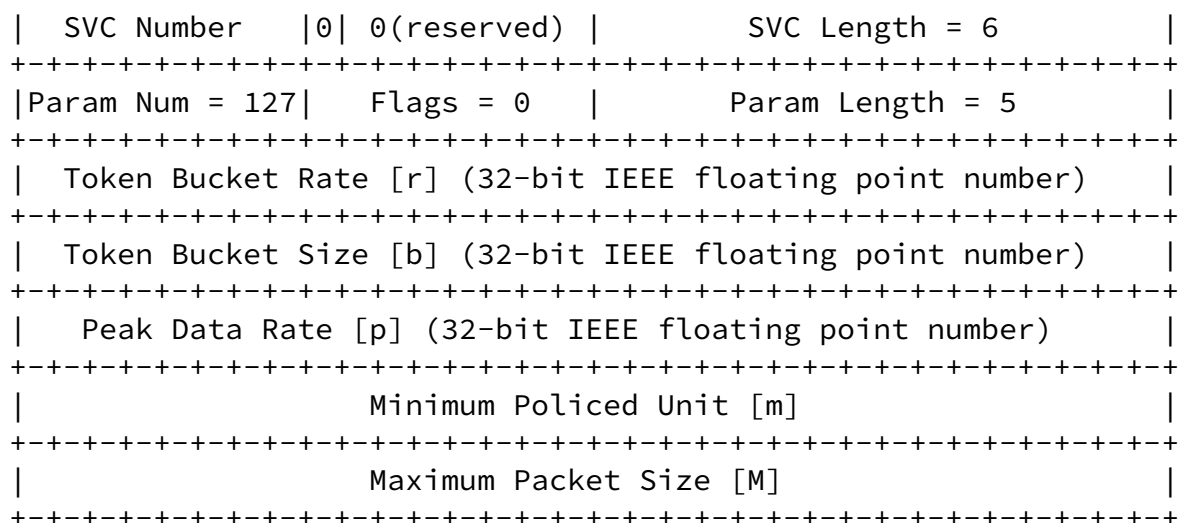 |   SVC Number   |0| 0(reserved) |        SVC Length = 6         |
+-+-+-+-+-+-+-+-+-+-+-+-+-+-+-+-+-+-+-+-+-+-+-+-+-+-+-+-+-+-+-+-+
|Param Num = 127|   Flags = 0   |       Param Length = 5        |
+-+-+-+-+-+-+-+-+-+-+-+-+-+-+-+-+-+-+-+-+-+-+-+-+-+-+-+-+-+-+-+-+
|  Token Bucket Rate [r] (32-bit IEEE floating point number)    |
+-+-+-+-+-+-+-+-+-+-+-+-+-+-+-+-+-+-+-+-+-+-+-+-+-+-+-+-+-+-+-+-+
|  Token Bucket Size [b] (32-bit IEEE floating point number)    |
+-+-+-+-+-+-+-+-+-+-+-+-+-+-+-+-+-+-+-+-+-+-+-+-+-+-+-+-+-+-+-+-+
|   Peak Data Rate [p] (32-bit IEEE floating point number)      |
+-+-+-+-+-+-+-+-+-+-+-+-+-+-+-+-+-+-+-+-+-+-+-+-+-+-+-+-+-+-+-+-+
|                   Minimum Policed Unit [m]                    |
+-+-+-+-+-+-+-+-+-+-+-+-+-+-+-+-+-+-+-+-+-+-+-+-+-+-+-+-+-+-+-+-+
|                   Maximum Packet Size [M]                     |
+-+-+-+-+-+-+-+-+-+-+-+-+-+-+-+-+-+-+-+-+-+-+-+-+-+-+-+-+-+-+-+-+